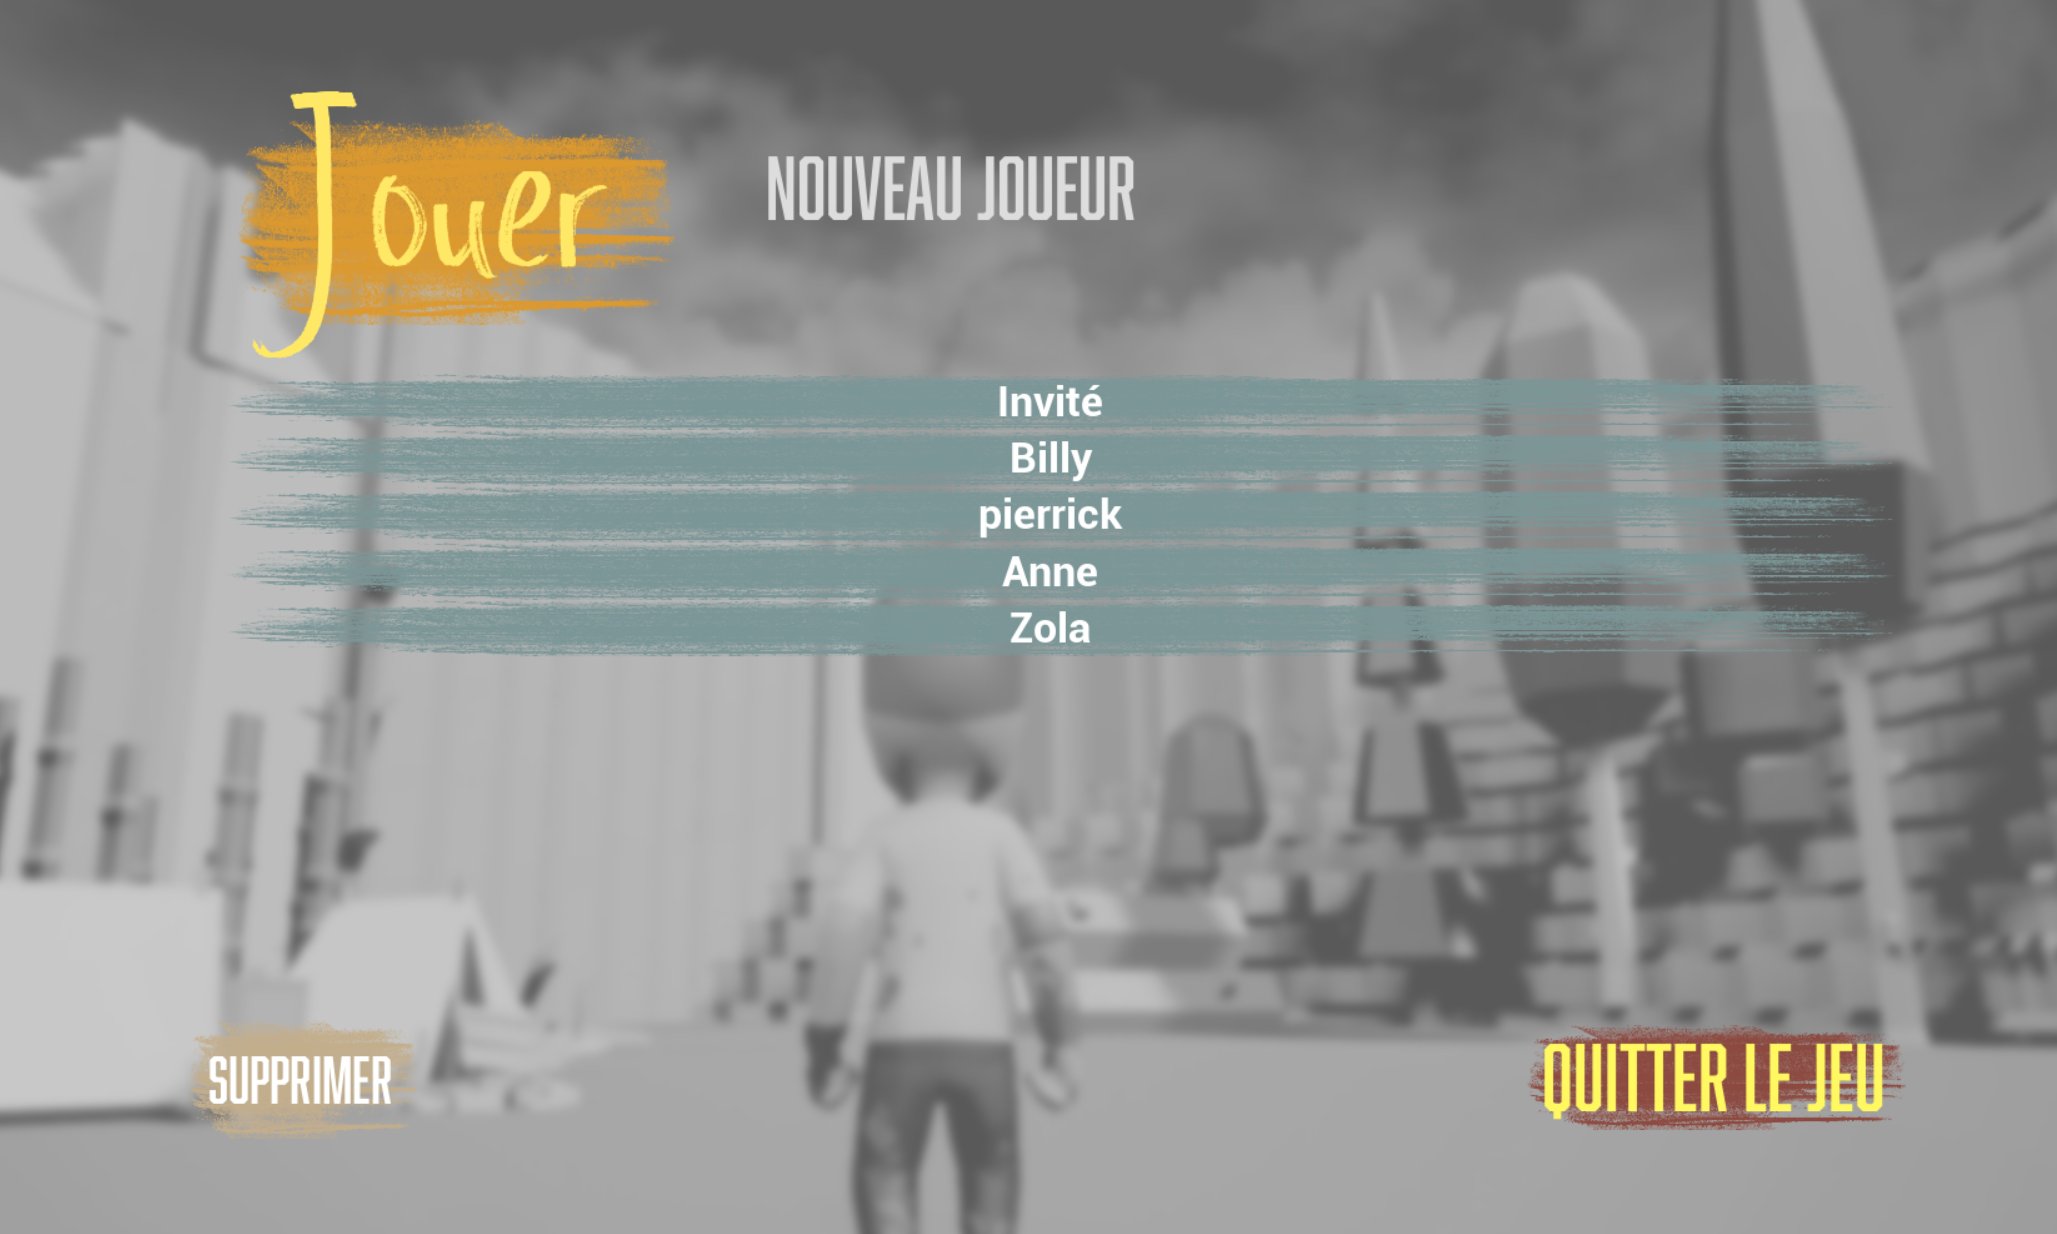 Jouer
NOUVEAU JOUEUR
Invité
Billy
pierrick
Anne
Zola
SUPPRIMER
QUITTER LE JEU